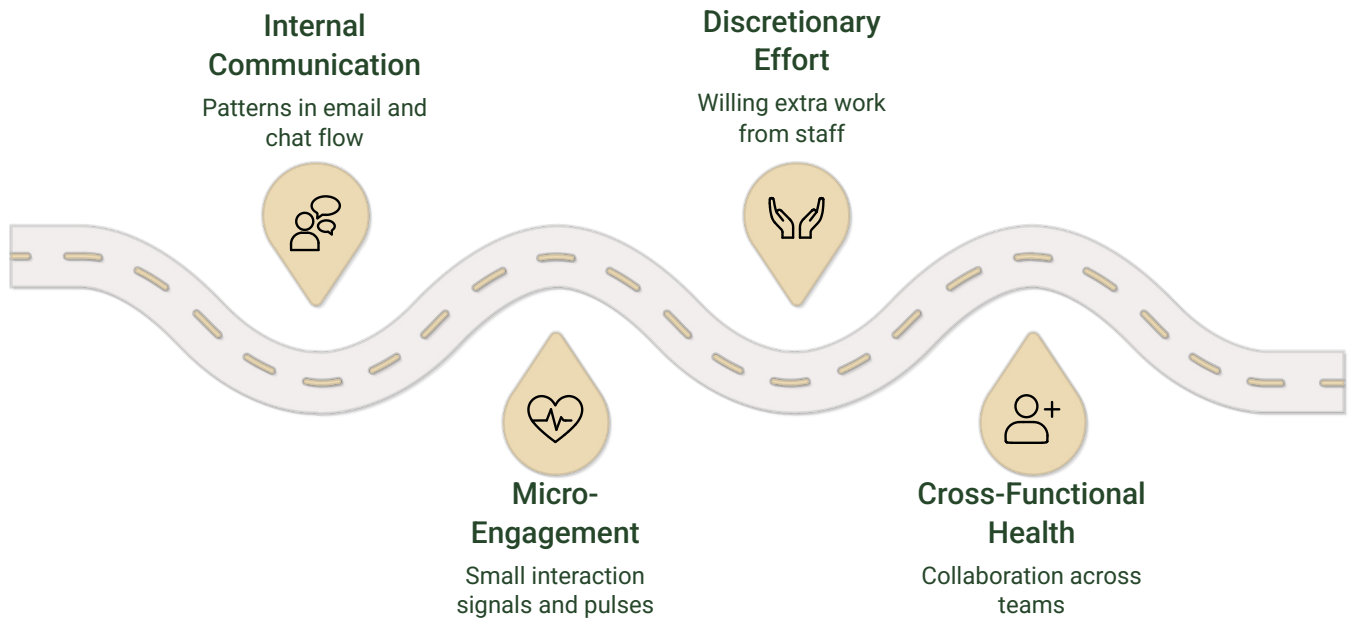 Internal
Communication
Patterns in email and
chat flow
Discretionary
Effort
Willing extra work
from staff
Micro-
Engagement
Small interaction
signals and pulses
Cross-Functional
Health
Collaboration across
teams